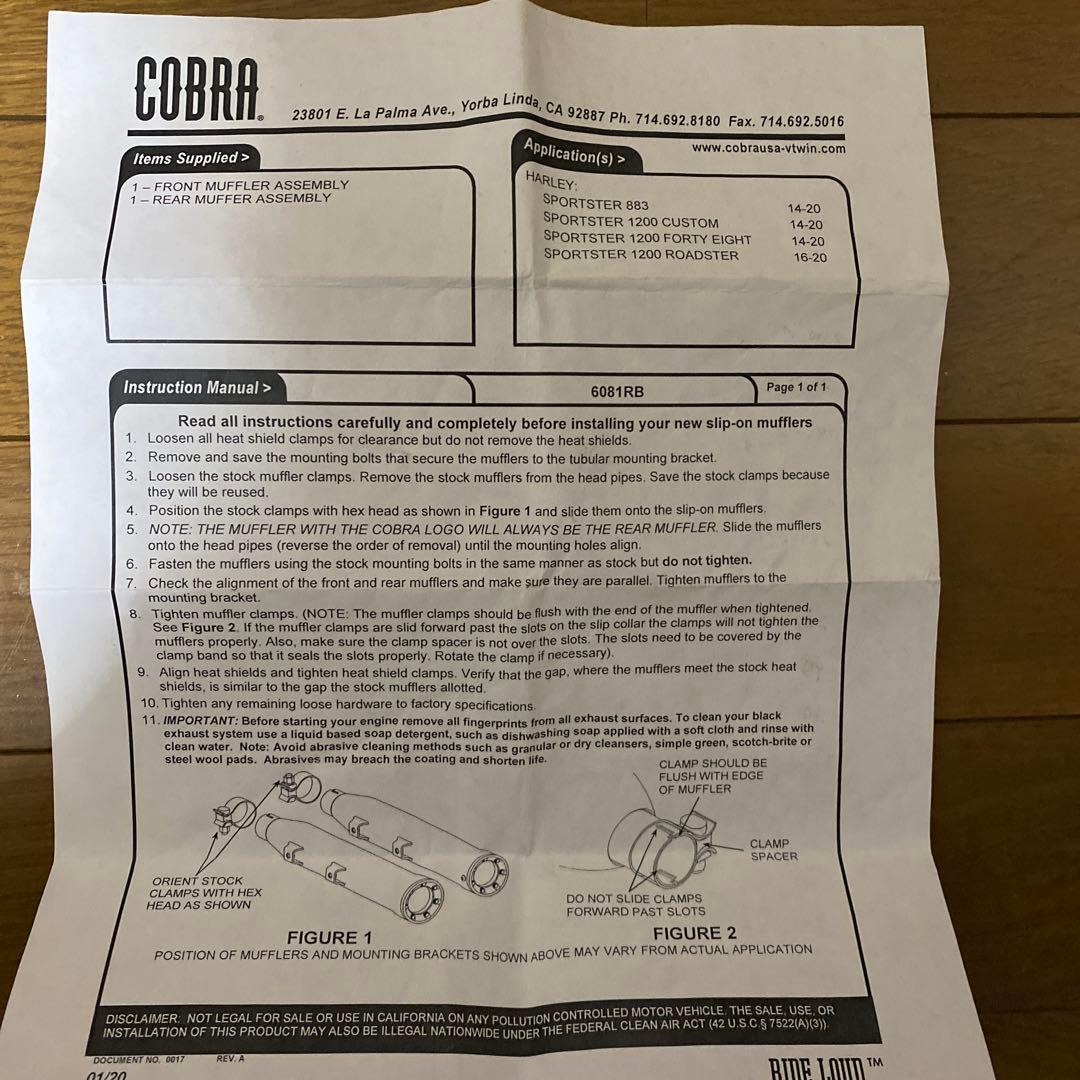 COBRA®
23801 E. La Palma Ave., Yorba Linda, CA 92887 Ph. 714.692.8180 Fax. 714.692.5016
www.cobrausa-vtwin.com
Items Supplied >
1 – FRONT MUFFLER ASSEMBLY
1 – REAR MUFFER ASSEMBLY
Application(s) >
HARLEY:
SPORTSTER 883 14-20
SPORTSTER 1200 CUSTOM 14-20
SPORTSTER 1200 FORTY EIGHT 14-20
SPORTSTER 1200 ROADSTER 16-20
Instruction Manual >
6081RB
Page 1 of 1
Read all instructions carefully and completely before installing your new slip-on mufflers
1. Loosen all heat shield clamps for clearance but do not remove the heat shields.
2. Remove and save the mounting bolts that secure the mufflers to the tubular mounting bracket.
3. Loosen the stock muffler clamps. Remove the stock mufflers from the head pipes. Save the stock clamps because
they will be reused.
4. Position the stock clamps with hex head as shown in Figure 1 and slide them onto the slip-on mufflers.
5. NOTE: THE MUFFLER WITH THE COBRA LOGO WILL ALWAYS BE THE REAR MUFFLER. Slide the mufflers
onto the head pipes (reverse the order of removal) until the mounting holes align.
6. Fasten the mufflers using the stock mounting bolts in the same manner as stock but do not tighten.
7. Check the alignment of the front and rear mufflers and make sure they are parallel. Tighten mufflers to the
mounting bracket.
8. Tighten muffler clamps. (NOTE: The muffler clamps should be flush with the end of the muffler when tightened.
See Figure 2. If the muffler clamps are slid forward past the slots on the slip collar the clamps will not tighten the
mufflers properly. Also, make sure the clamp spacer is not over the slots. The slots need to be covered by the
clamp band so that it seals the slots properly. Rotate the clamp if necessary).
9. Align heat shields and tighten heat shield clamps. Verify that the gap, where the mufflers meet the stock heat
shields, is similar to the gap the stock mufflers allotted.
10. Tighten any remaining loose hardware to factory specifications.
11. IMPORTANT: Before starting your engine remove all fingerprints from all exhaust surfaces. To clean your black
exhaust system use a liquid based soap detergent, such as dishwashing soap applied with a soft cloth and rinse with
clean water. Note: Avoid abrasive cleaning methods such as granular or dry cleansers, simple green, scotch-brite or
steel wool pads. Abrasives may breach the coating and shorten life.
ORIENT STOCK
CLAMPS WITH HEX
HEAD AS SHOWN
FIGURE 1
CLAMP SHOULD BE
FLUSH WITH EDGE
OF MUFFLER
CLAMP
SPACER
DO NOT SLIDE CLAMPS
FORWARD PAST SLOTS
FIGURE 2
POSITION OF MUFFLERS AND MOUNTING BRACKETS SHOWN ABOVE MAY VARY FROM ACTUAL APPLICATION
DISCLAIMER: NOT LEGAL FOR SALE OR USE IN CALIFORNIA ON ANY POLLUTION CONTROLLED MOTOR VEHICLE. THE SALE, USE, OR
INSTALLATION OF THIS PRODUCT MAY ALSO BE ILLEGAL NATIONWIDE UNDER THE FEDERAL CLEAN AIR ACT (42 U.S.C.§ 7522(A)(3)).
DOCUMENT NO. 0017 REV. A
01/20
RIDE LOUD™